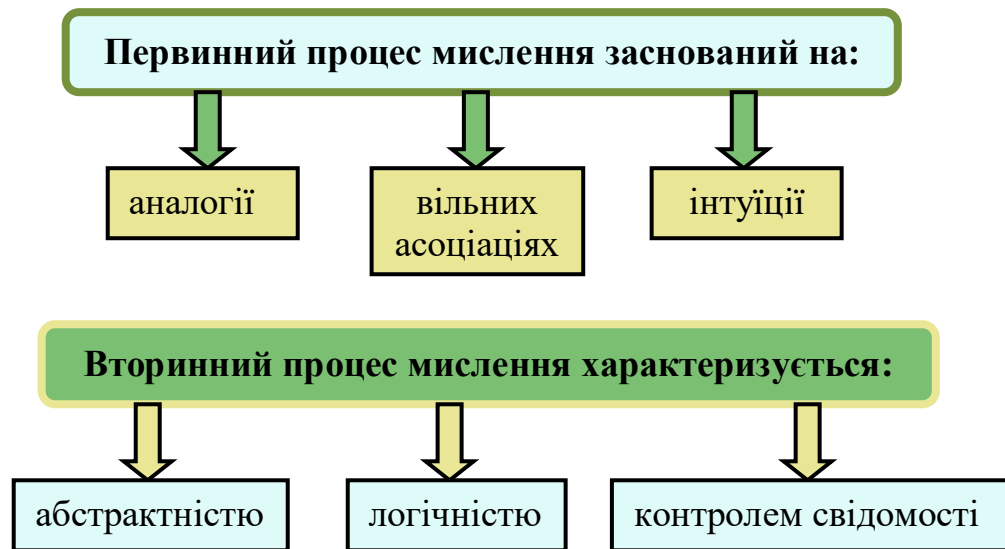 Первинний процес мислення заснований на:
аналогії
вільних
асоціаціях
інтуїції
Вторинний процес мислення характеризується:
абстрактністю
логічністю
контролем свідомості